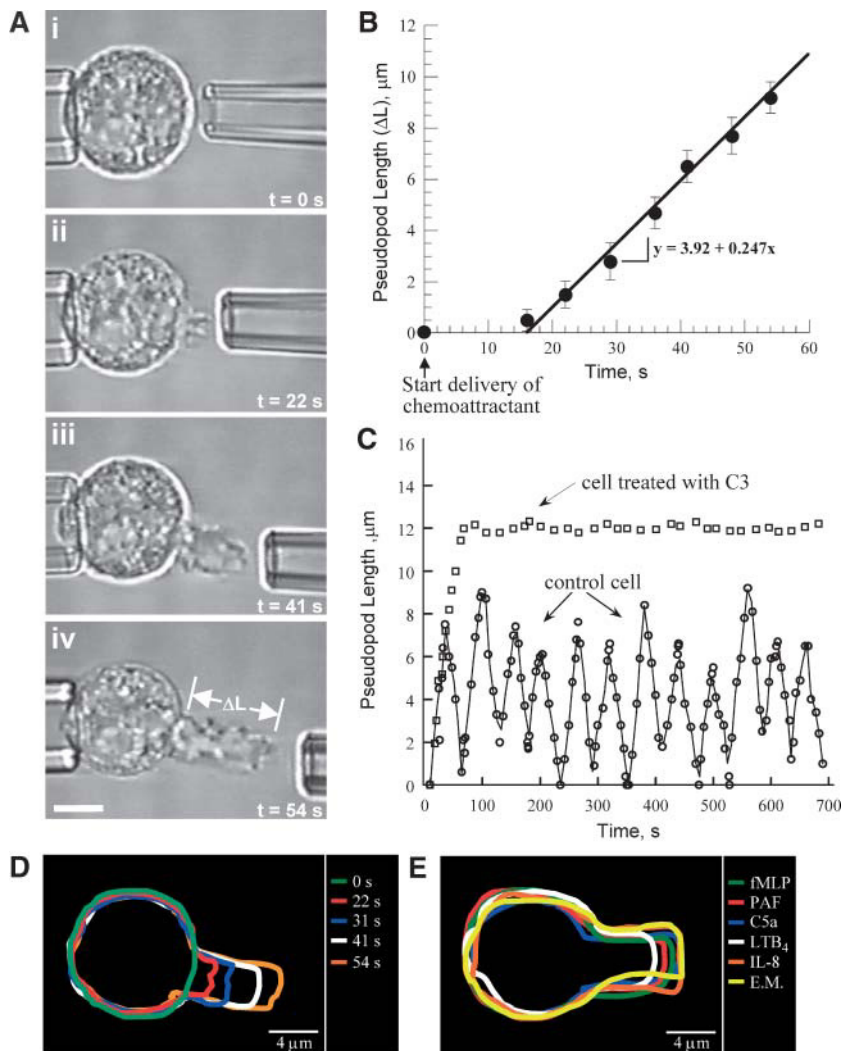 A
i
t = 0 s
ii
t = 22 s
iii
t = 41 s
iv
ΔL
t = 54 s
B
Pseudopod Length (ΔL), μm
12
10
8
6
4
2
0
y = 3.92 + 0.247x
0 10 20 30 40 50 60
Time, s
Start delivery of
chemoattractant
C
Pseudopod Length ,μm
16
14
12
10
8
6
4
2
0
cell treated with C3
control cell
0 100 200 300 400 500 600 700
Time, s
D
0 s
22 s
31 s
41 s
54 s
4 μm
E
fMLP
PAF
C5a
LTB4
IL-8
E.M.
4 μm